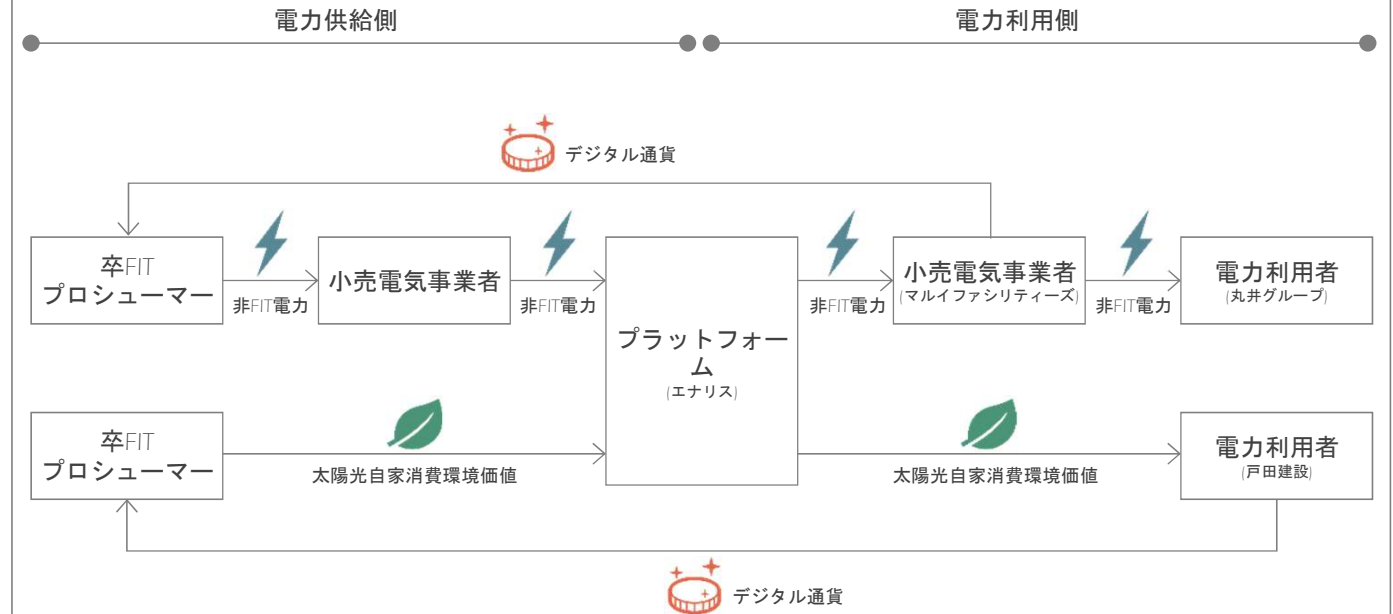 電力供給側
電力利用側
デジタル通貨
卒FIT
プロシューマー
非FIT電力
小売電気事業者
非FIT電力
プラットフォー
ム
(エナリス)
非FIT電力
小売電気事業者
(マルイファシリティーズ)
非FIT電力
電力利用者
(丸井グループ)
卒FIT
プロシューマー
太陽光自家消費環境価値
太陽光自家消費環境価値
電力利用者
(戸田建設)
デジタル通貨